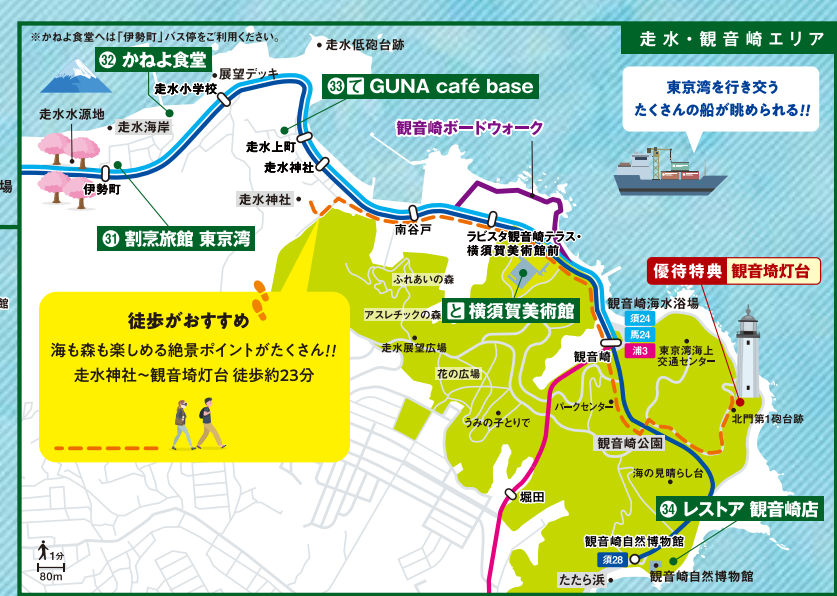 ※かねよ食堂へは「伊勢町」バス停をご利用ください。
走水・観音崎エリア
走水低砲台跡
㉜ かねよ食堂
展望デッキ
走水小学校
㉝ て GUNA café base
東京湾を行き交う
たくさんの船が眺められる!!
走水水源地
走水海岸
観音崎ボードウォーク
走水上町
走水神社
場
伊勢町
走水神社
㉛ 割烹旅館 東京湾
南谷戸
ラビスタ観音崎テラス・
横須賀美術館前
優待特典 観音埼灯台
ふれあいの森
館
と 横須賀美術館
観音崎海水浴場
須24
馬24
浦3
徒歩がおすすめ
海も森も楽しめる絶景ポイントがたくさん!!
走水神社〜観音埼灯台 徒歩約23分
アスレチックの森
走水展望広場
観音崎
東京湾海上
交通センター
花の広場
パークセンター
うみの子とりで
北門第1砲台跡
観音崎公園
海の見晴らし台
堀田
㉞ レストア 観音崎店
観音崎自然博物館
須28
たたら浜
観音崎自然博物館
1分
80m